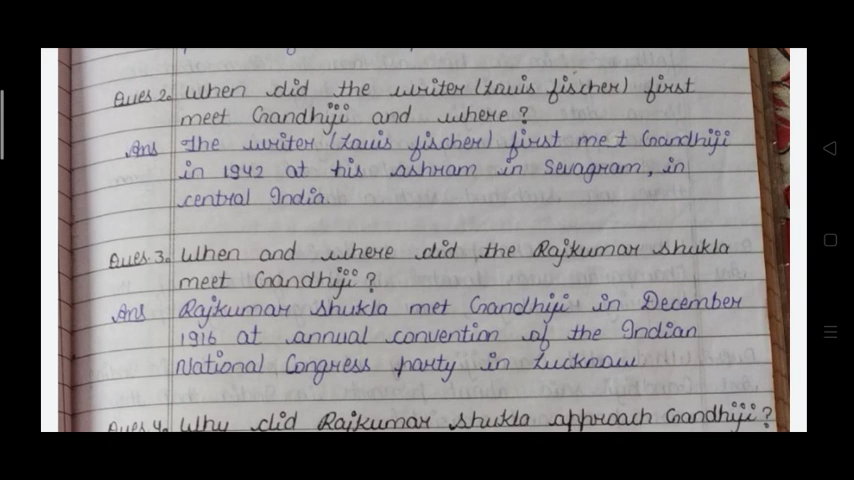 Ques 2. When did the writer (Louis fischer) first
meet Gandhiji and where?
Ans The writer (Louis fischer) first met Gandhiji
in 1942 at his ashram in Sevagram, in
central India
Ques.3. When and where did the Rajkumar Shukla
meet Gandhiji?
Ans Rajkumar Shukla met Gandhiji in December
1916 at annual convention of the Indian
National Congress party in Lucknow
Ques 4. Why did Rajkumar Shukla approach Gandhiji?